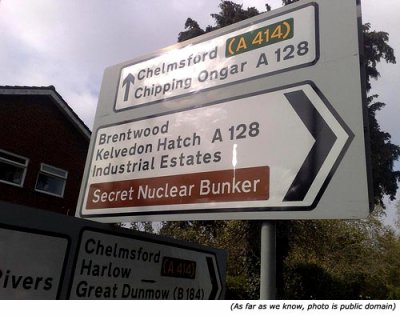 Chelmsford (A 414)
Chipping Ongar A 128
Brentwood
Kelvedon Hatch A 128
Industrial Estates
Secret Nuclear Bunker
Rivers
Chelmsford
Harlow (A 414)
Great Dunmow (B 184)
(As far as we know, photo is public domain)